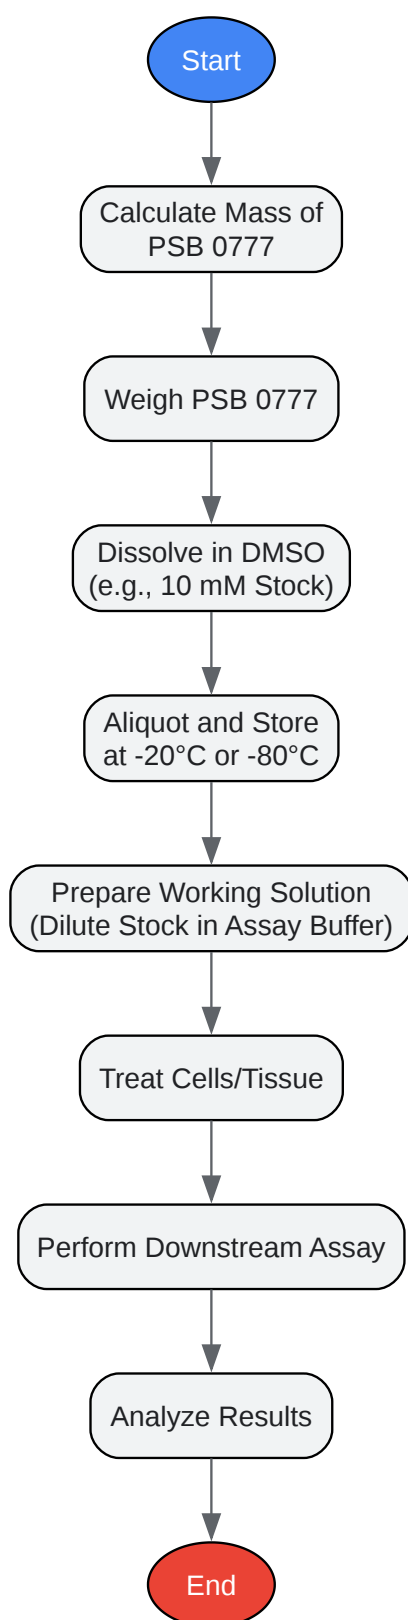 Start
Calculate Mass of
PSB 0777
Weigh PSB 0777
Dissolve in DMSO
(e.g., 10 mM Stock)
Aliquot and Store
at -20°C or -80°C
Prepare Working Solution
(Dilute Stock in Assay Buffer)
Treat Cells/Tissue
Perform Downstream Assay
Analyze Results
End